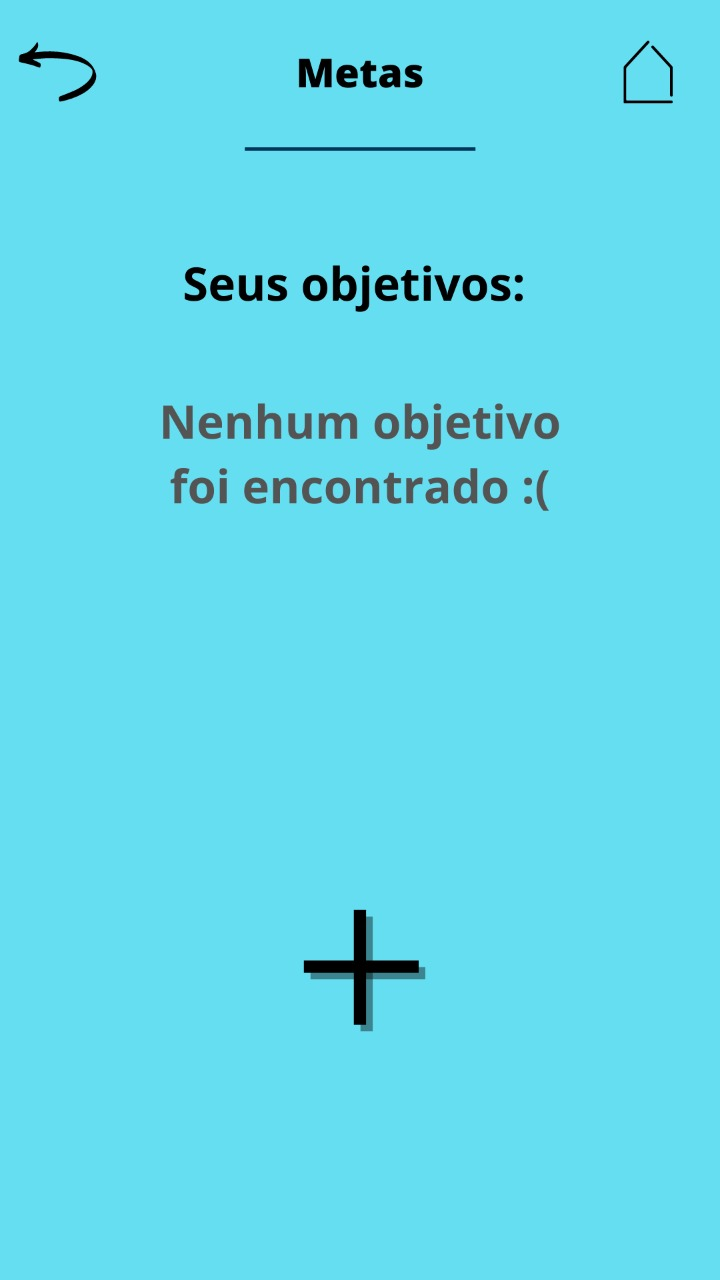 Metas
Seus objetivos:
Nenhum objetivo
foi encontrado :(